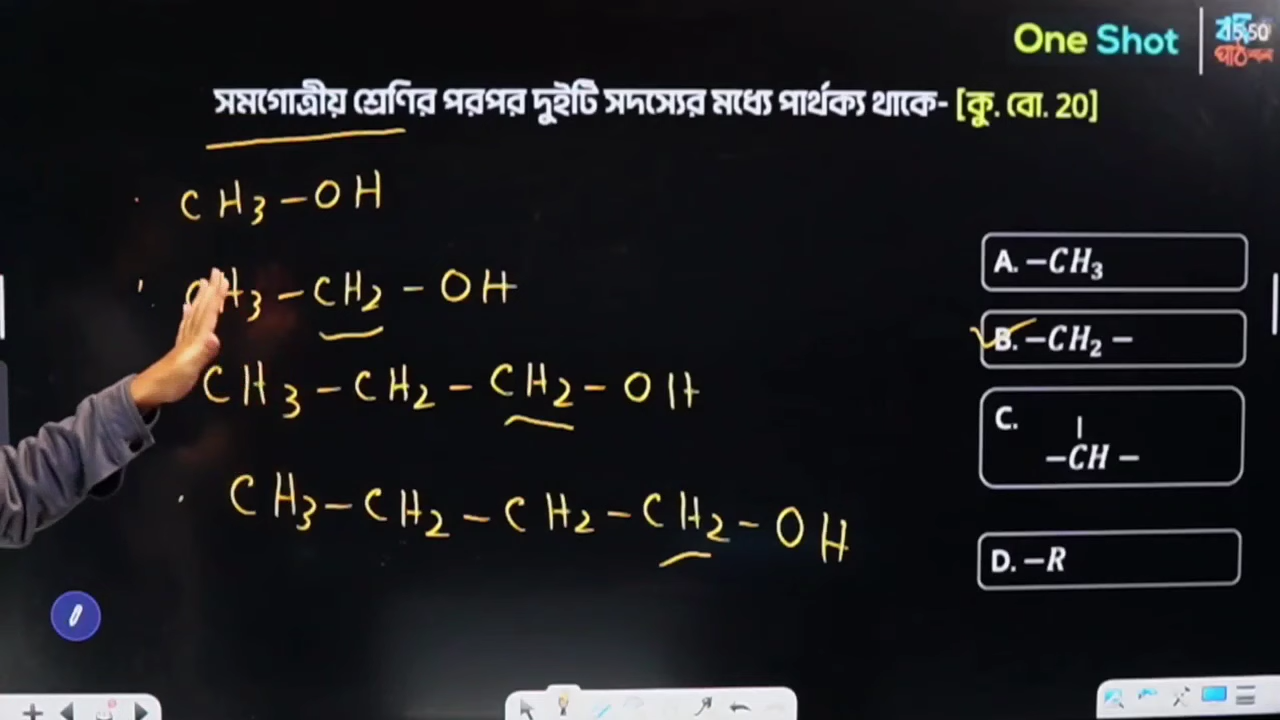 One Shot
সমগোত্রীয় শ্রেণির পরপর দুইটি সদস্যের মধ্যে পার্থক্য থাকে- [কু. বো. 20]
CH3-OH
CH3-CH2-OH
CH3-CH2-CH2-OH
CH3-CH2-CH2-CH2-OH
A. -CH3
B. -CH2-
C. -CH-
D. -R